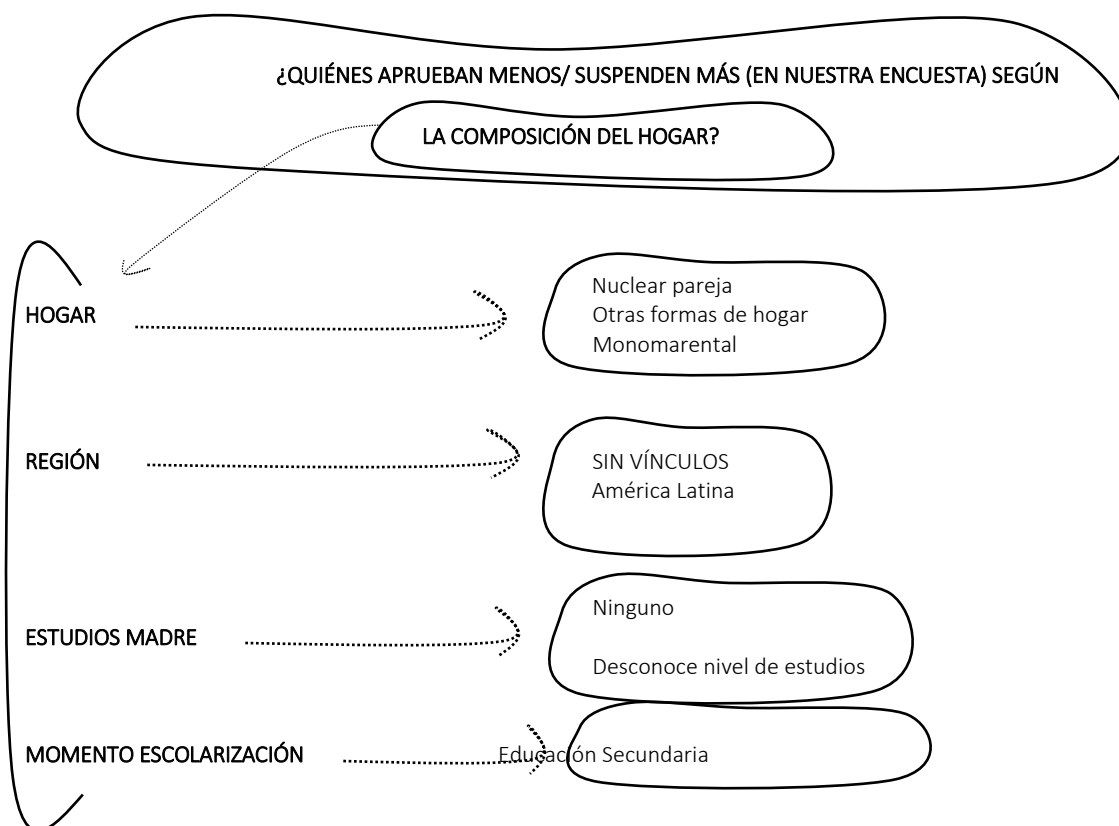 ¿QUIÉNES APRUEBAN MENOS/ SUSPENDEN MÁS (EN NUESTRA ENCUESTA) SEGÚN
LA COMPOSICIÓN DEL HOGAR?
HOGAR
Nuclear pareja
Otras formas de hogar
Monomarental
REGIÓN
SIN VÍNCULOS
América Latina
ESTUDIOS MADRE
Ninguno
Desconoce nivel de estudios
MOMENTO ESCOLARIZACIÓN
Educación Secundaria